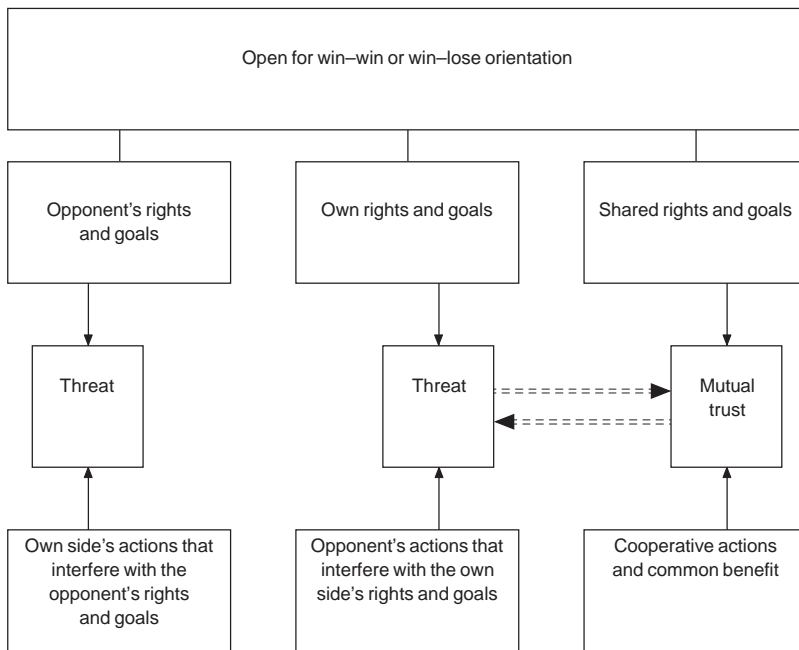 Open for win–win or win–lose orientation
Opponent’s rights
and goals
Own rights and goals
Shared rights and goals
Threat
Threat
Mutual
trust
Own side’s actions that
interfere with the
opponent’s rights
and goals
Opponent’s actions that
interfere with the own
side’s rights and goals
Cooperative actions
and common benefit